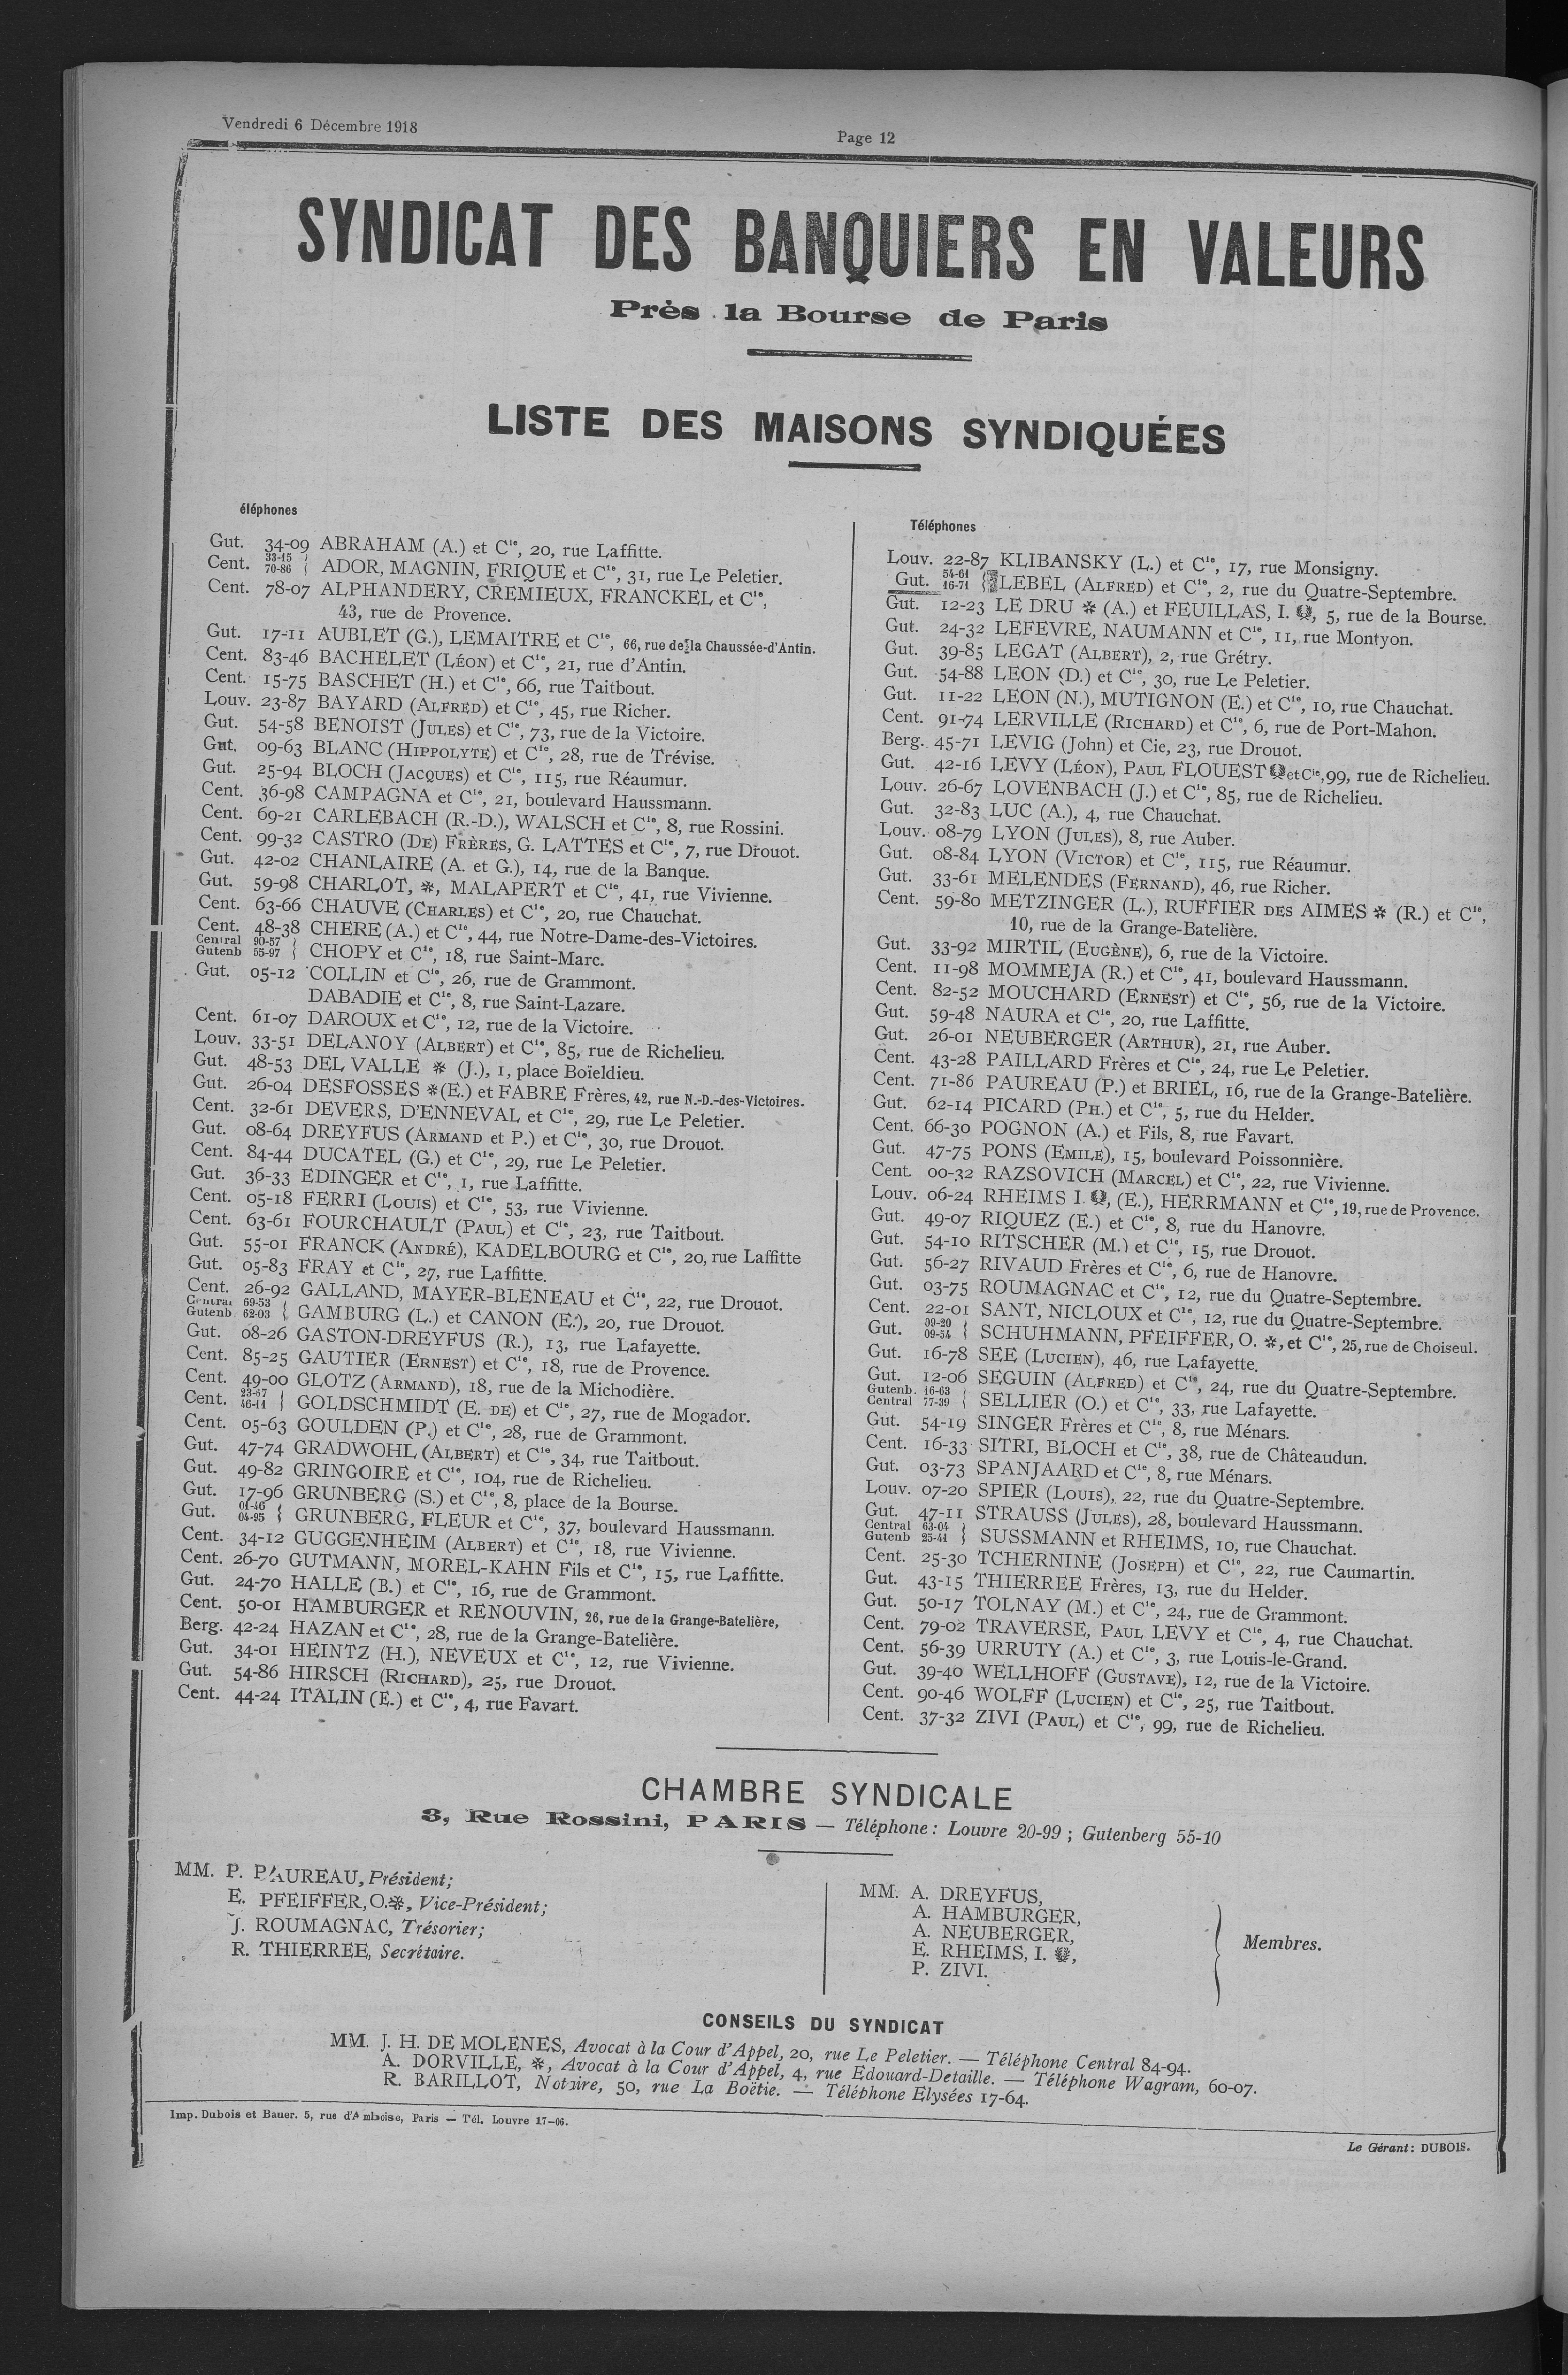 Vendredi 6 Décembre 1918
Page 12
SYNDICAT DES BANQUIERS EN VALEURS
Près la Bourse de Paris
LISTE DES MAISONS SYNDIQUÉES
éléphones
Gut. 34-09 ABRAHAM (A.) et Cie, 20, rue Laffitte.
Cent. 33-15 70-86 { ADOR, MAGNIN, FRIQUE et Cie, 31, rue Le Peletier.
Cent. 78-07 ALPHANDERY, CREMIEUX, FRANCKEL et Cie,
43, rue de Provence.
Gut. 17-11 AUBLET (G.), LEMAITRE et Cie, 66, rue de la Chaussée-d'Antin.
Cent. 83-46 BACHELET (LÉON) et Cie, 21, rue d'Antin.
Cent. 15-75 BASCHET (H.) et Cie, 66, rue Taitbout.
Louv. 23-87 BAYARD (ALFRED) et Cie, 45, rue Richer.
Gut. 54-58 BENOIST (JULES) et Cie, 73, rue de la Victoire.
Gut. 09-63 BLANC (HIPPOLYTE) et Cie, 28, rue de Trévise.
Gut. 25-94 BLOCH (JACQUES) et Cie, 115, rue Réaumur.
Cent. 36-98 CAMPAGNA et Cie, 21, boulevard Haussmann.
Cent. 69-21 CARLEBACH (R.-D.), WALSCH et Cie, 8, rue Rossini.
Cent. 99-32 CASTRO (DE) FRÈRES, G. LATTES et Cie, 7, rue Drouot.
Gut. 42-02 CHANLAIRE (A. et G.), 14, rue de la Banque.
Gut. 59-98 CHARLOT, ✻, MALAPERT et Cie, 41, rue Vivienne.
Cent. 63-66 CHAUVE (CHARLES) et Cie, 20, rue Chauchat.
Cent. 48-38 CHERE (A.) et Cie, 44, rue Notre-Dame-des-Victoires.
Central 90-57 Gutenb 55-97 { CHOPY et Cie, 18, rue Saint-Marc.
Gut. 05-12 COLLIN et Cie, 26, rue de Grammont.
DABADIE et Cie, 8, rue Saint-Lazare.
Cent. 61-07 DAROUX et Cie, 12, rue de la Victoire.
Louv. 33-51 DELANOY (ALBERT) et Cie, 85, rue de Richelieu.
Gut. 48-53 DEL VALLE ✻ (J.), 1, place Boïeldieu.
Gut. 26-04 DESFOSSES ✻ (E.) et FABRE Frères, 42, rue N.-D.-des-Victoires.
Cent. 32-61 DEVERS, D'ENNEVAL et Cie, 29, rue Le Peletier.
Gut. 08-64 DREYFUS (ARMAND et P.) et Cie, 30, rue Drouot.
Cent. 84-44 DUCATEL (G.) et Cie, 29, rue Le Peletier.
Gut. 36-33 EDINGER et Cie, 1, rue Laffitte.
Cent. 05-18 FERRI (LOUIS) et Cie, 53, rue Vivienne.
Cent. 63-61 FOURCHAULT (PAUL) et Cie, 23, rue Taitbout.
Gut. 55-01 FRANCK (ANDRÉ), KADELBOURG et Cie, 20, rue Laffitte
Gut. 05-83 FRAY et Cie, 27, rue Laffitte.
Cent. 26-92 GALLAND, MAYER-BLENEAU et Cie, 22, rue Drouot.
Central 69-53 Gutenb 62-03 { GAMBURG (L.) et CANON (E.), 20, rue Drouot.
Gut. 08-26 GASTON-DREYFUS (R.), 13, rue Lafayette.
Cent. 85-25 GAUTIER (ERNEST) et Cie, 18, rue de Provence.
Cent. 49-00 GLOTZ (ARMAND), 18, rue de la Michodière.
Cent. 23-87 46-14 } GOLDSCHMIDT (E. DE) et Cie, 27, rue de Mogador.
Cent. 05-63 GOULDEN (P.) et Cie, 28, rue de Grammont.
Gut. 47-74 GRADWOHL (ALBERT) et Cie, 34, rue Taitbout.
Gut. 49-82 GRINGOIRE et Cie, 104, rue de Richelieu.
Gut. 17-96 GRUNBERG (S.) et Cie, 8, place de la Bourse.
Gut. 01-46 04-95 { GRUNBERG, FLEUR et Cie, 37, boulevard Haussmann.
Cent. 34-12 GUGGENHEIM (ALBERT) et Cie, 18, rue Vivienne.
Cent. 26-70 GUTMANN, MOREL-KAHN Fils et Cie, 15, rue Laffitte.
Gut. 24-70 HALLE (B.) et Cie, 16, rue de Grammont.
Cent. 50-01 HAMBURGER et RENOUVIN, 26, rue de la Grange-Batelière,
Berg. 42-24 HAZAN et Cie, 28, rue de la Grange-Batelière.
Gut. 34-01 HEINTZ (H.), NEVEUX et Cie, 12, rue Vivienne.
Gut. 54-86 HIRSCH (RICHARD), 25, rue Drouot.
Cent. 44-24 ITALIN (E.) et Cie, 4, rue Favart.
Téléphones
Louv. 22-87 KLIBANSKY (L.) et Cie, 17, rue Monsigny.
Gut. 54-61 16-71 { LEBEL (ALFRED) et Cie, 2, rue du Quatre-Septembre.
Gut. 12-23 LE DRU ✻ (A.) et FEUILLAS, I. , 5, rue de la Bourse.
Gut. 24-32 LEFEVRE, NAUMANN et Cie, 11, rue Montyon.
Gut. 39-85 LEGAT (ALBERT), 2, rue Grétry.
Gut. 54-88 LEON (D.) et Cie, 30, rue Le Peletier.
Gut. 11-22 LEON (N.), MUTIGNON (E.) et Cie, 10, rue Chauchat.
Cent. 91-74 LERVILLE (RICHARD) et Cie, 6, rue de Port-Mahon.
Berg. 45-71 LEVIG (John) et Cie, 23, rue Drouot.
Gut. 42-16 LEVY (LÉON), PAUL FLOUEST et Cie, 99, rue de Richelieu.
Louv. 26-67 LOVENBACH (J.) et Cie, 85, rue de Richelieu.
Gut. 32-83 LUC (A.), 4, rue Chauchat.
Louv. 08-79 LYON (JULES), 8, rue Auber.
Gut. 08-84 LYON (VICTOR) et Cie, 115, rue Réaumur.
Gut. 33-61 MELENDES (FERNAND), 46, rue Richer.
Cent. 59-80 METZINGER (L.), RUFFIER DES AIMES ✻ (R.) et Cie,
10, rue de la Grange-Batelière.
Gut. 33-92 MIRTIL (EUGÈNE), 6, rue de la Victoire.
Cent. 11-98 MOMMEJA (R.) et Cie, 41, boulevard Haussmann.
Cent. 82-52 MOUCHARD (ERNEST) et Cie, 56, rue de la Victoire.
Gut. 59-48 NAURA et Cie, 20, rue Laffitte.
Gut. 26-01 NEUBERGER (ARTHUR), 21, rue Auber.
Cent. 43-28 PAILLARD Frères et Cie, 24, rue Le Peletier.
Cent. 71-86 PAUREAU (P.) et BRIEL, 16, rue de la Grange-Batelière.
Gut. 62-14 PICARD (PH.) et Cie, 5, rue du Helder.
Cent. 66-30 POGNON (A.) et Fils, 8, rue Favart.
Gut. 47-75 PONS (EMILE), 15, boulevard Poissonnière.
Cent. 00-32 RAZSOVICH (MARCEL) et Cie, 22, rue Vivienne.
Louv. 06-24 RHEIMS I. , (E.), HERRMANN et Cie, 19, rue de Provence.
Gut. 49-07 RIQUEZ (E.) et Cie, 8, rue du Hanovre.
Gut. 54-10 RITSCHER (M.) et Cie, 15, rue Drouot.
Gut. 56-27 RIVAUD Frères et Cie, 6, rue de Hanovre.
Gut. 03-75 ROUMAGNAC et Cie, 12, rue du Quatre-Septembre.
Cent. 22-01 SANT, NICLOUX et Cie, 12, rue du Quatre-Septembre.
Gut. 39-20 09-54 { SCHUHMANN, PFEIFFER, O. ✻, et Cie, 25, rue de Choiseul.
Gut. 16-78 SEE (LUCIEN), 46, rue Lafayette.
Gut. 12-06 SEGUIN (ALFRED) et Cie, 24, rue du Quatre-Septembre.
Gutenb. 16-63 Central 77-39 { SELLIER (O.) et Cie, 33, rue Lafayette.
Gut. 54-19 SINGER Frères et Cie, 8, rue Ménars.
Cent. 16-33 SITRI, BLOCH et Cie, 38, rue de Châteaudun.
Gut. 03-73 SPANJAARD et Cie, 8, rue Ménars.
Louv. 07-20 SPIER (LOUIS), 22, rue du Quatre-Septembre.
Gut. 47-11 STRAUSS (JULES), 28, boulevard Haussmann.
Central 63-04 Gutenb 25-41 } SUSSMANN et RHEIMS, 10, rue Chauchat.
Cent. 25-30 TCHERNINE (JOSEPH) et Cie, 22, rue Caumartin.
Gut. 43-15 THIERREE Frères, 13, rue du Helder.
Gut. 50-17 TOLNAY (M.) et Cie, 24, rue de Grammont.
Cent. 79-02 TRAVERSE, PAUL LEVY et Cie, 4, rue Chauchat.
Cent. 56-39 URRUTY (A.) et Cie, 3, rue Louis-le-Grand.
Gut. 39-40 WELLHOFF (GUSTAVE), 12, rue de la Victoire.
Cent. 90-46 WOLFF (LUCIEN) et Cie, 25, rue Taitbout.
Cent. 37-32 ZIVI (PAUL) et Cie, 99, rue de Richelieu.
CHAMBRE SYNDICALE
3, Rue Rossini, PARIS — Téléphone : Louvre 20-99 ; Gutenberg 55-10
MM. P. PAUREAU, Président;
E. PFEIFFER, O. ✻, Vice-Président;
J. ROUMAGNAC, Trésorier;
R. THIERREE, Secrétaire.
MM. A. DREYFUS,
A. HAMBURGER,
A. NEUBERGER,
E. RHEIMS, I. ,
P. ZIVI.
Membres.
CONSEILS DU SYNDICAT
MM. J. H. DE MOLENES, Avocat à la Cour d'Appel, 20, rue Le Peletier. — Téléphone Central 84-94.
A. DORVILLE, ✻, Avocat à la Cour d'Appel, 4, rue Edouard-Detaille. — Téléphone Wagram, 60-07.
R. BARILLOT, Notaire, 50, rue La Boëtie. — Téléphone Elysées 17-64.
Imp. Dubois et Bauer. 5, rue d'Amboise, Paris — Tél. Louvre 17-06.
Le Gérant : DUBOIS.